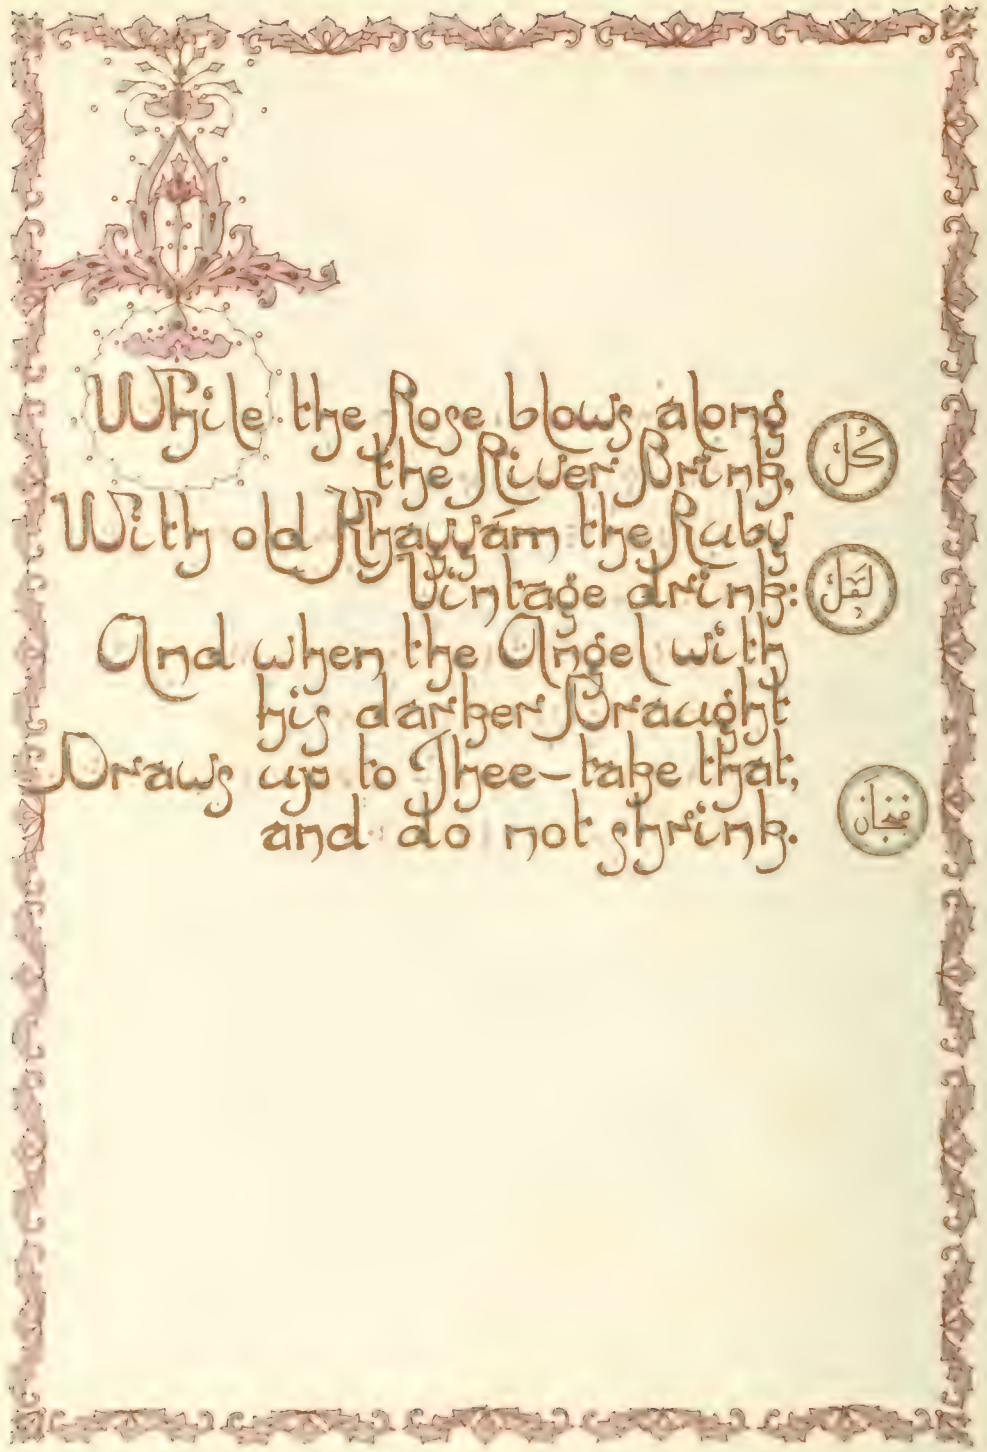 While the Rose blows along
the River Brink,
With old Khayyám the Ruby
Vintage drink:
And when the Angel with
his darker Draught
Draws up to Thee—take that,
and do not shrink.
گل
لعل